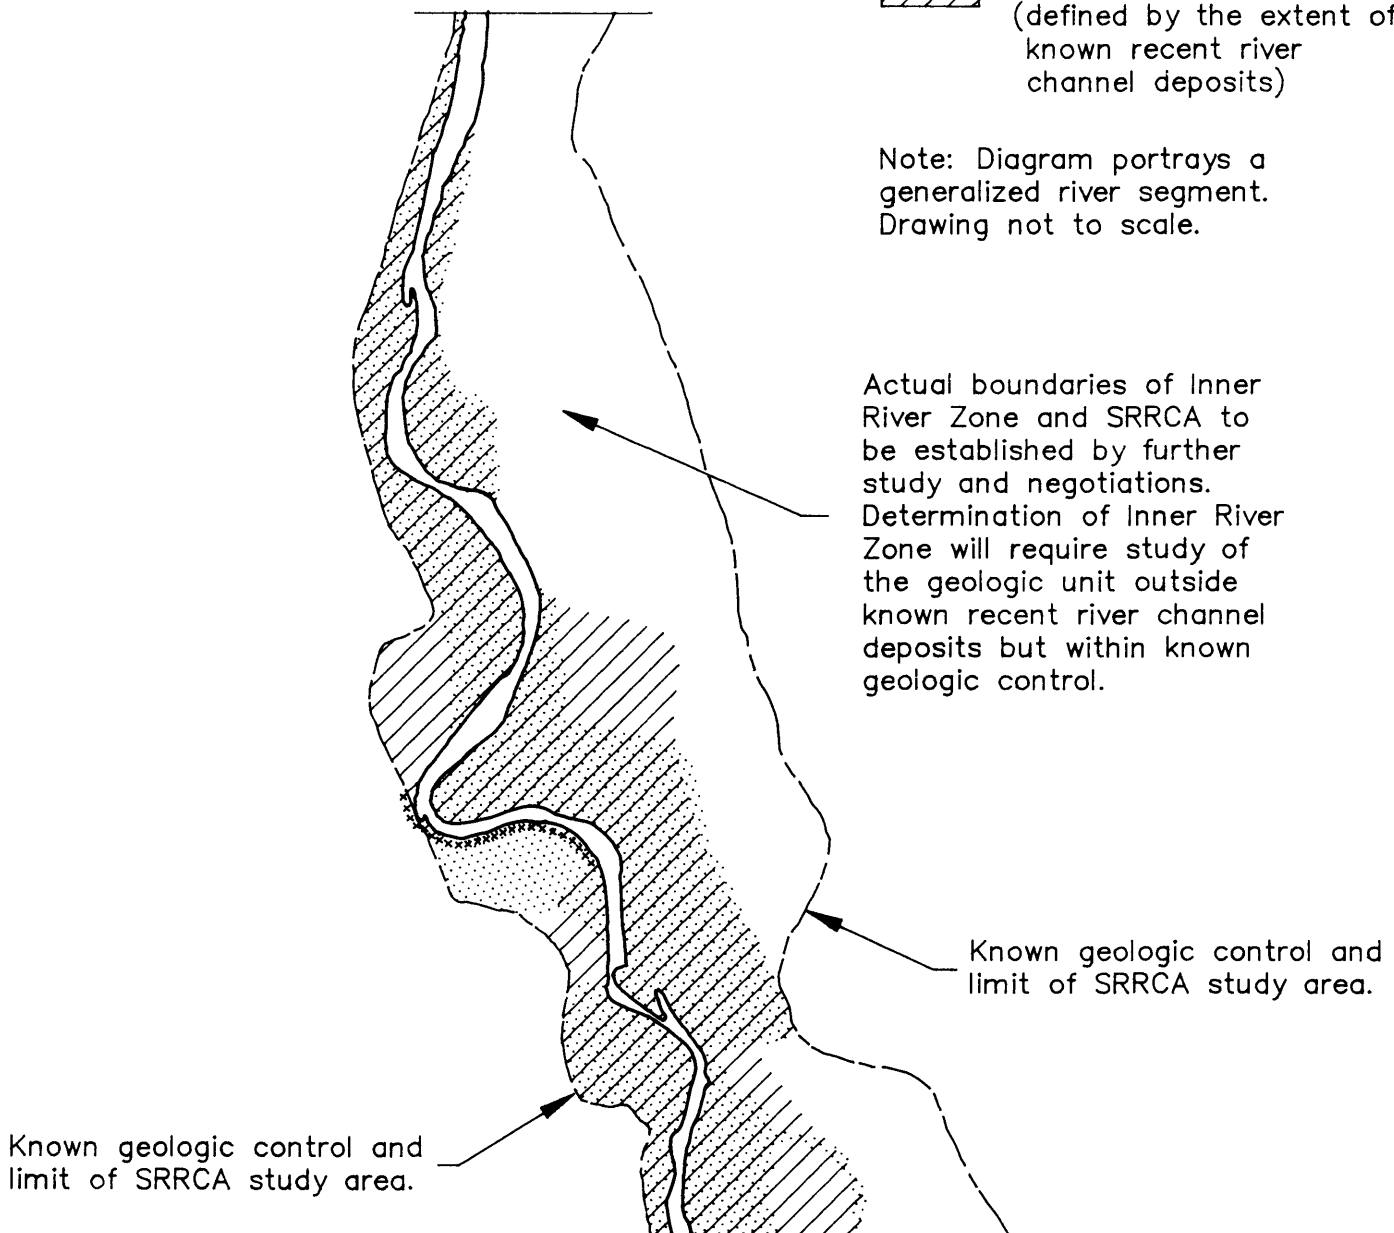 (defined by the extent of
known recent river
channel deposits)
Note: Diagram portrays a
generalized river segment.
Drawing not to scale.
Actual boundaries of Inner
River Zone and SRRCA to
be established by further
study and negotiations.
Determination of Inner River
Zone will require study of
the geologic unit outside
known recent river channel
deposits but within known
geologic control.
Known geologic control and
limit of SRRCA study area.
Known geologic control and
limit of SRRCA study area.